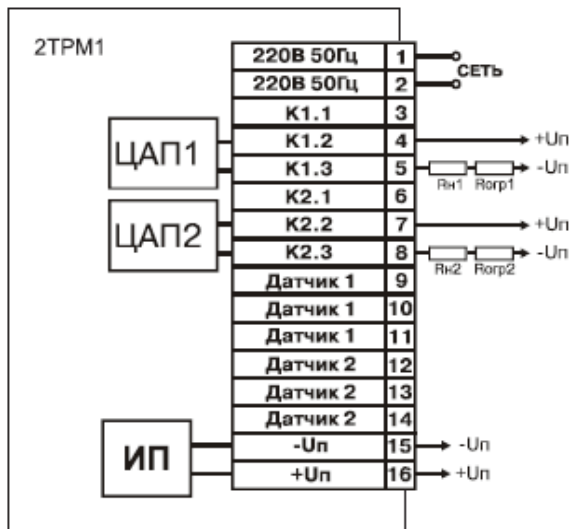 2ТРМ1
220В 50Гц 1
СЕТЬ
220В 50Гц 2
К1.1 3
ЦАП1
К1.2 4 +Uп
К1.3 5 Rн1 Rогр1 -Uп
К2.1 6
ЦАП2
К2.2 7 +Uп
К2.3 8 Rн2 Rогр2 -Uп
Датчик 1 9
Датчик 1 10
Датчик 1 11
Датчик 2 12
Датчик 2 13
Датчик 2 14
ИП
-Uп 15 -Uп
+Uп 16 +Uп